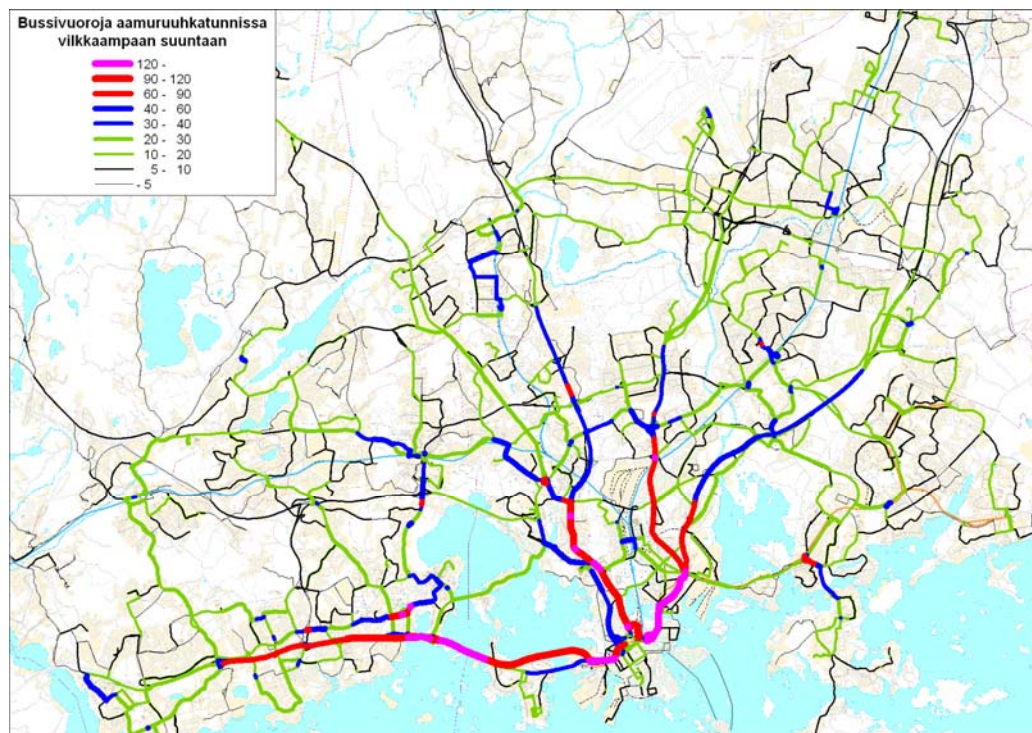 Bussivuoroja aamuruuhkatunnissa
vilkkaampaan suuntaan
120 -
90 - 120
60 - 90
40 - 60
30 - 40
20 - 30
10 - 20
5 - 10
- 5